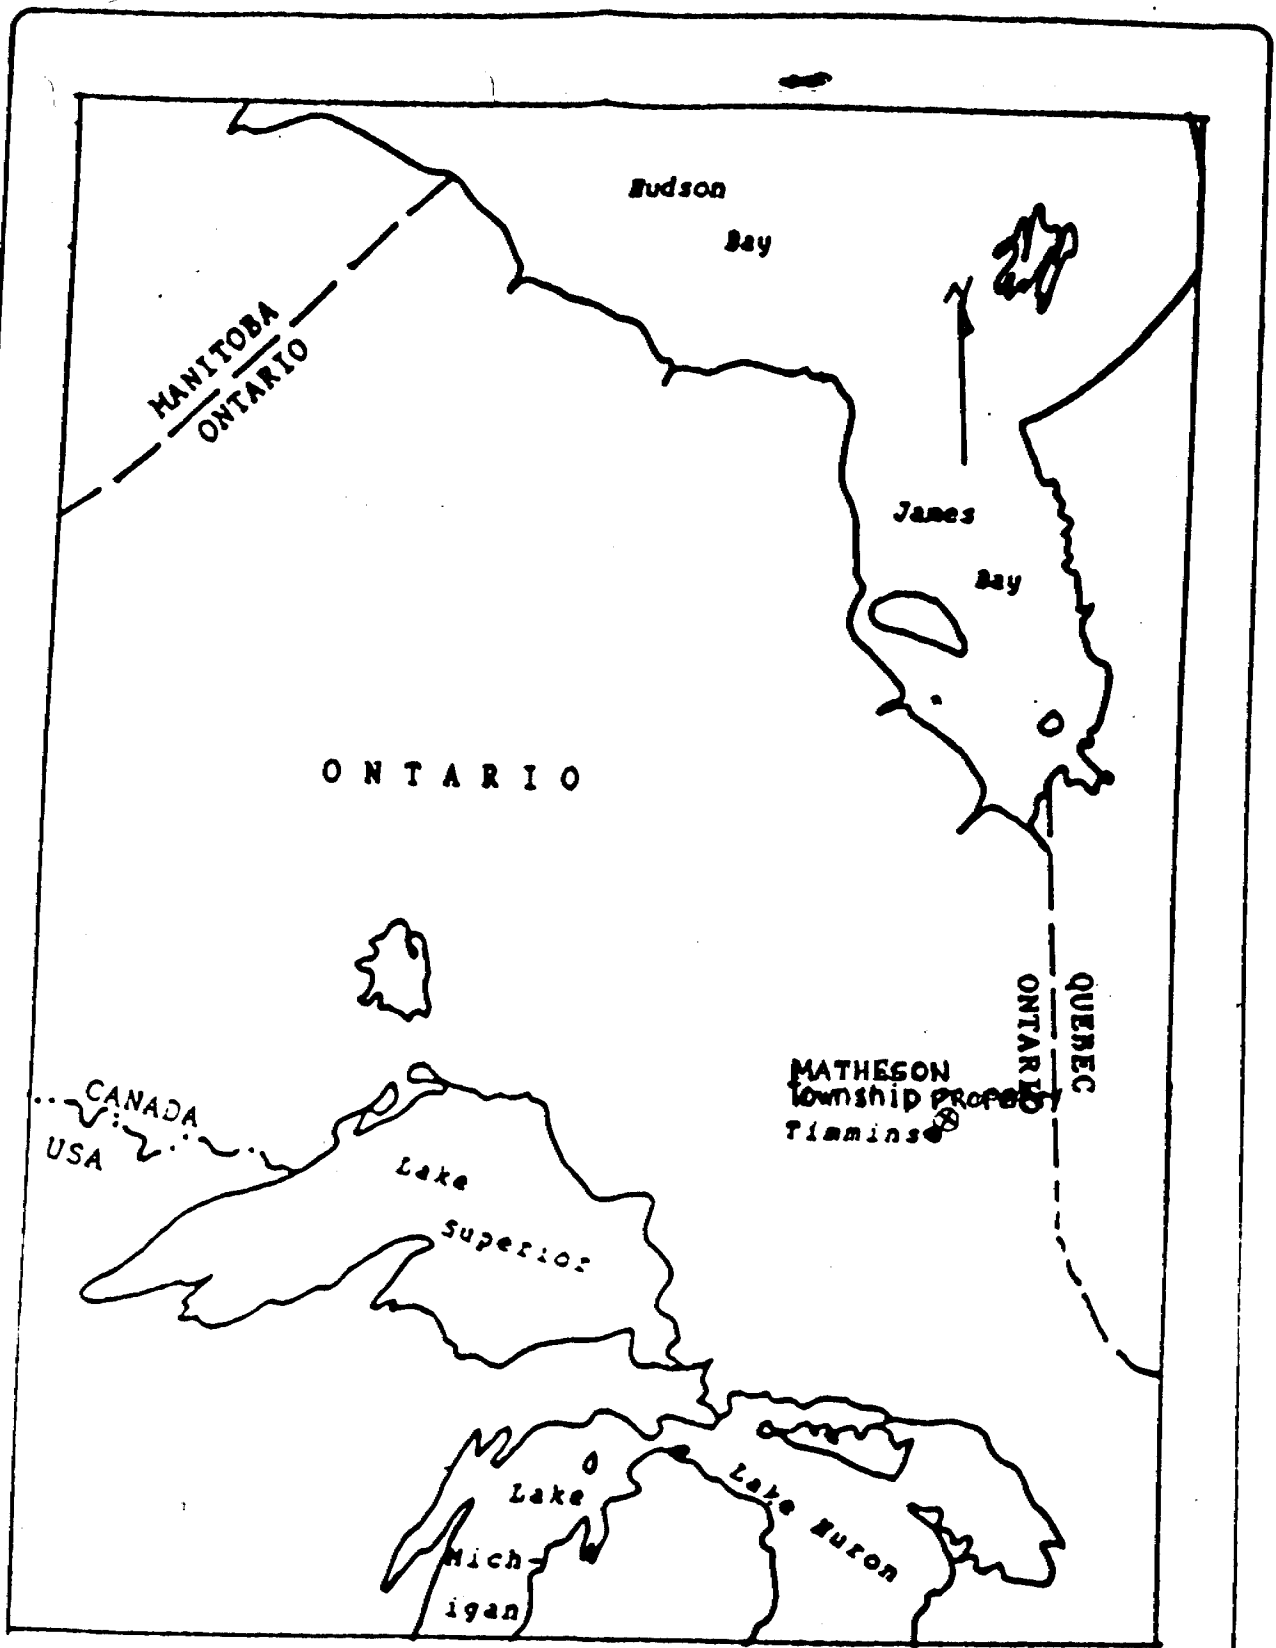 Hudson
Bay
N
MANITOBA
ONTARIO
James
Bay
ONTARIO
QUEBEC
ONTARIO
MATHESON
Township PROPERTY
Timmins
CANADA
USA
Lake
Superior
Lake
Mich-
igan
Lake Huron